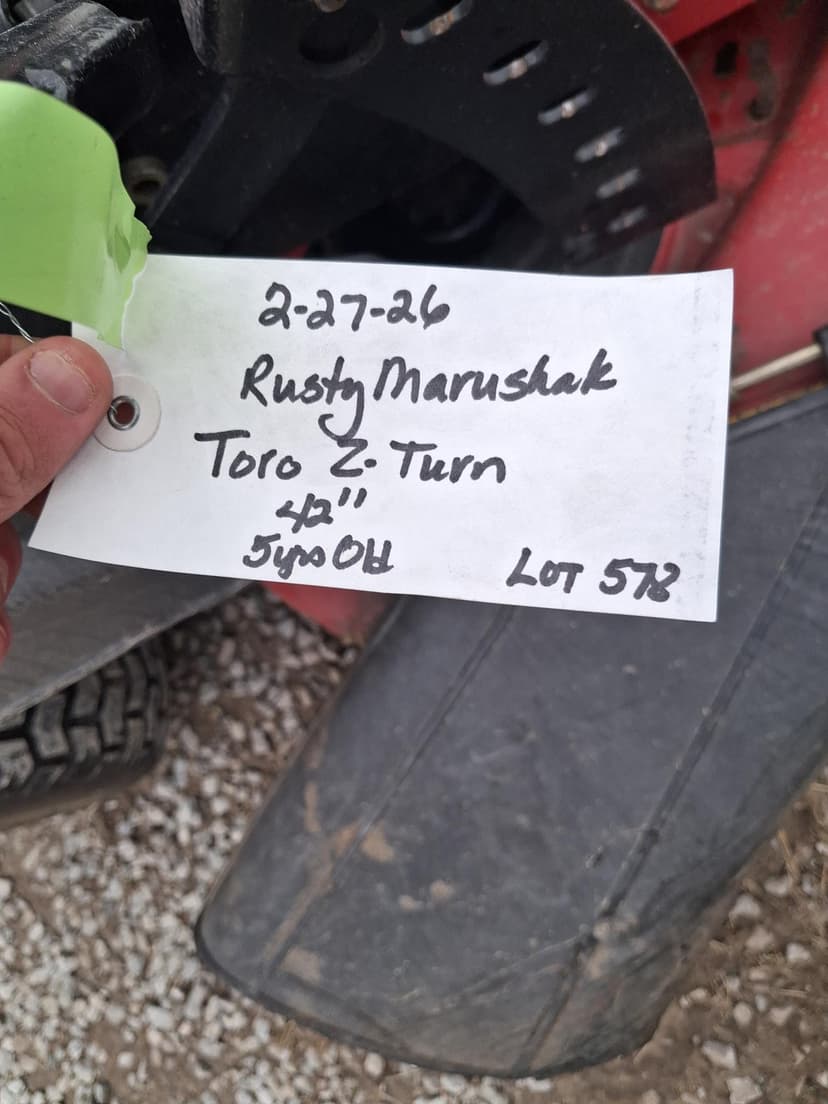 2-27-26
Rusty Marushak
Toro Z-Turn
42"
5yrs Old
LOT 578